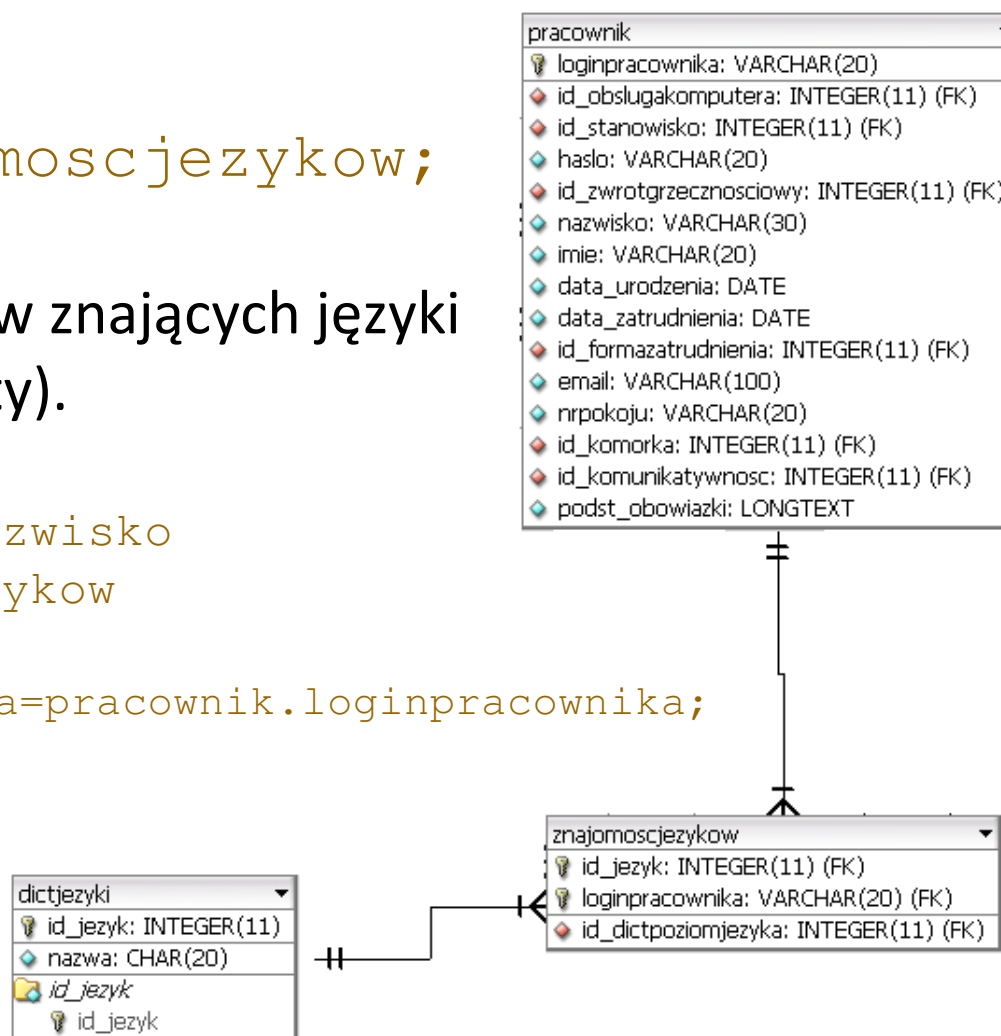 moscjezykow;
w znających języki
ty).
zwisko
ykow
a=pracownik.loginpracownika;
pracownik
loginpracownika: VARCHAR(20)
id_obslugakomputera: INTEGER(11) (FK)
id_stanowisko: INTEGER(11) (FK)
haslo: VARCHAR(20)
id_zwrotgrzecznosciowy: INTEGER(11) (FK)
nazwisko: VARCHAR(30)
imie: VARCHAR(20)
data_urodzenia: DATE
data_zatrudnienia: DATE
id_formazatrudnienia: INTEGER(11) (FK)
email: VARCHAR(100)
nrpokoju: VARCHAR(20)
id_komorka: INTEGER(11) (FK)
id_komunikatywnosc: INTEGER(11) (FK)
podst_obowiazki: LONGTEXT
znajomoscjezykow
id_jezyk: INTEGER(11) (FK)
loginpracownika: VARCHAR(20) (FK)
id_dictpoziomjezyka: INTEGER(11) (FK)
dictjezyki
id_jezyk: INTEGER(11)
nazwa: CHAR(20)
id_jezyk
id_jezyk